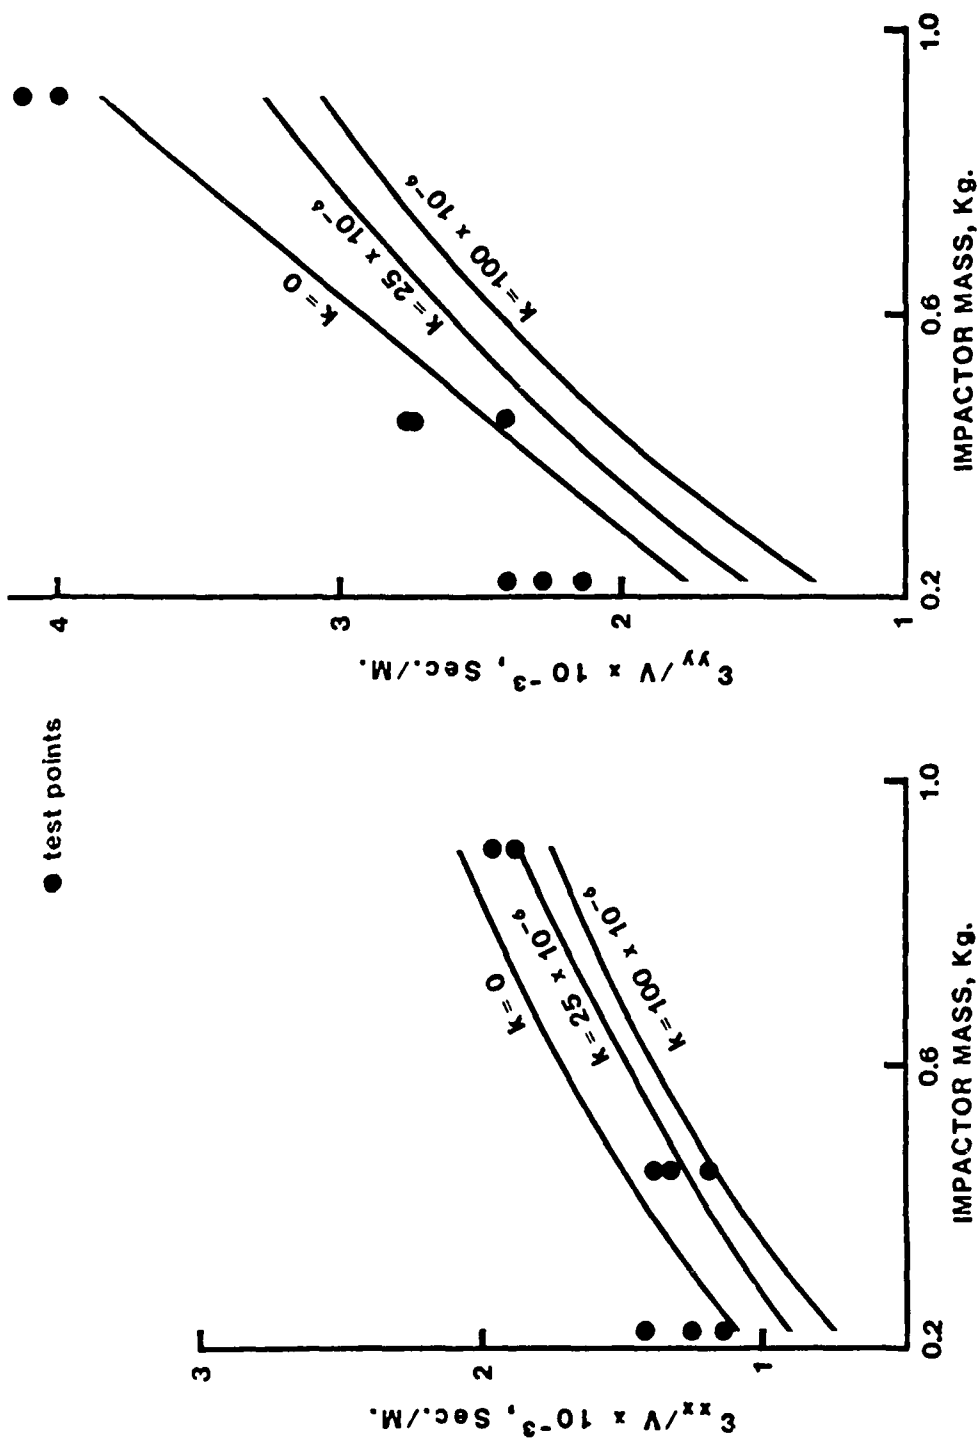 ● test points
3
2
1
0.2
0.6
1.0
ε_xx/V x 10⁻³, Sec./M.
IMPACTOR MASS, Kg.
k=0
k=25 x 10⁻⁶
k=100 x 10⁻⁶
4
3
2
1
0.2
0.6
1.0
ε_yy/V x 10⁻³, Sec./M.
IMPACTOR MASS, Kg.
k=0
k=25 x 10⁻⁶
k=100 x 10⁻⁶